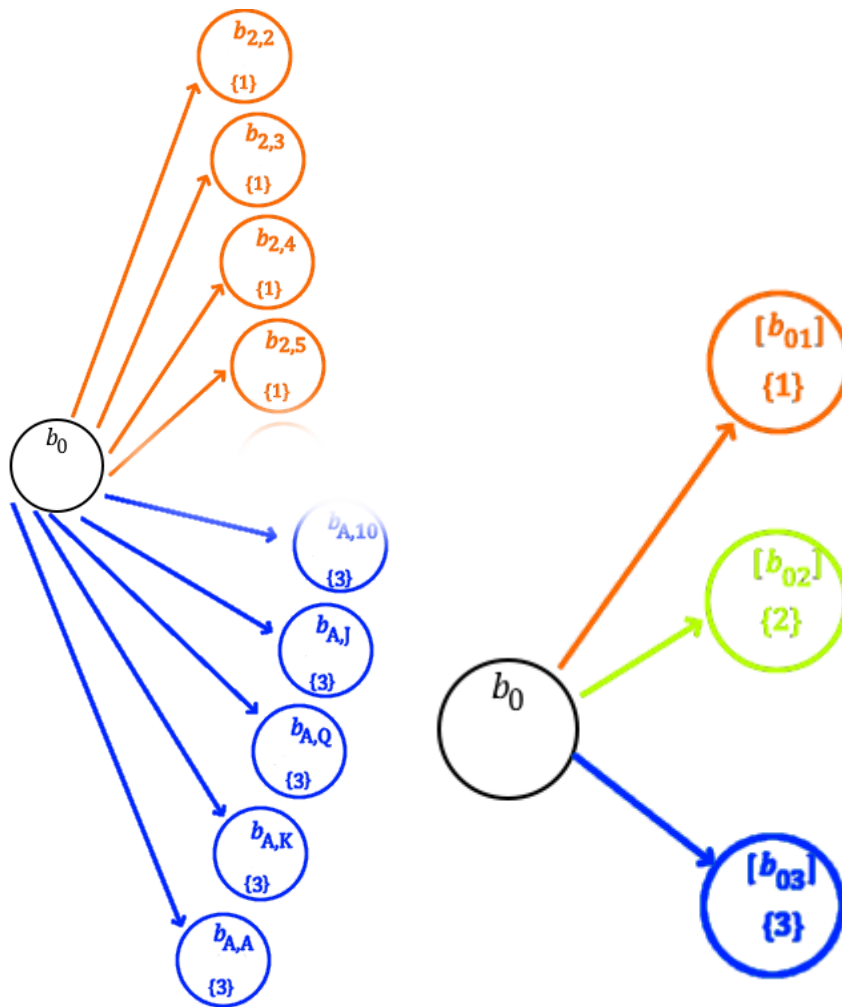 b2,2
{1}
b2,3
{1}
b2,4
{1}
b2,5
{1}
b0
bA,10
{3}
bA,J
{3}
bA,Q
{3}
bA,K
{3}
bA,A
{3}
[b01]
{1}
[b02]
{2}
b0
[b03]
{3}